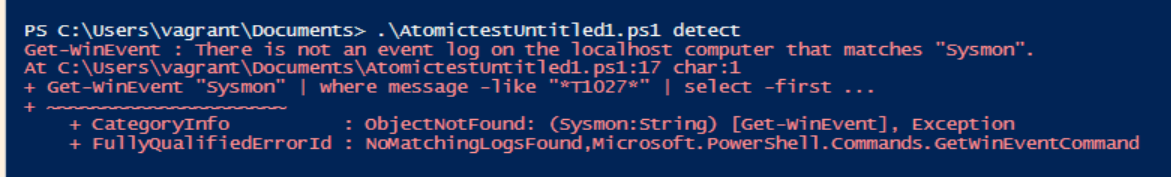 PS C:\Users\vagrant\Documents> .\AtomictestUntitled1.ps1 detect
Get-WinEvent : There is not an event log on the localhost computer that matches "Sysmon".
At C:\Users\vagrant\Documents\AtomictestUntitled1.ps1:17 char:1
+ Get-WinEvent "Sysmon" | where message -like "*T1027*" | select -first ...
+ ~~~~~~~~~~~~~~~~~~~~~
+ CategoryInfo : ObjectNotFound: (Sysmon:String) [Get-WinEvent], Exception
+ FullyQualifiedErrorId : NoMatchingLogsFound,Microsoft.PowerShell.Commands.GetWinEventCommand